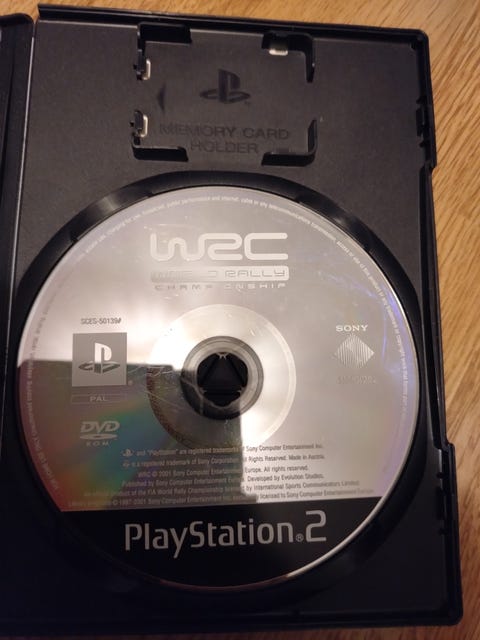 MEMORY CARD
HOLDER
WRC
WORLD RALLY
CHAMPIONSHIP
SCES-50139#
SONY
PAL
DVD
ROM
and "PlayStation" are registered trademarks of Sony Computer Entertainment Inc.
is a registered trademark of Sony Corporation. All Rights Reserved. Made in Austria.
WRC © 2001 Sony Computer Entertainment Europe. All rights reserved.
Published by Sony Computer Entertainment Europe. Developed by Evolution Studios.
official product of the FIA World Rally Championship licensed by International Sports Communicators Limited.
Library programs © 1997-2001 Sony Computer Entertainment licensed to Sony Computer Entertainment Europe
PlayStation®2